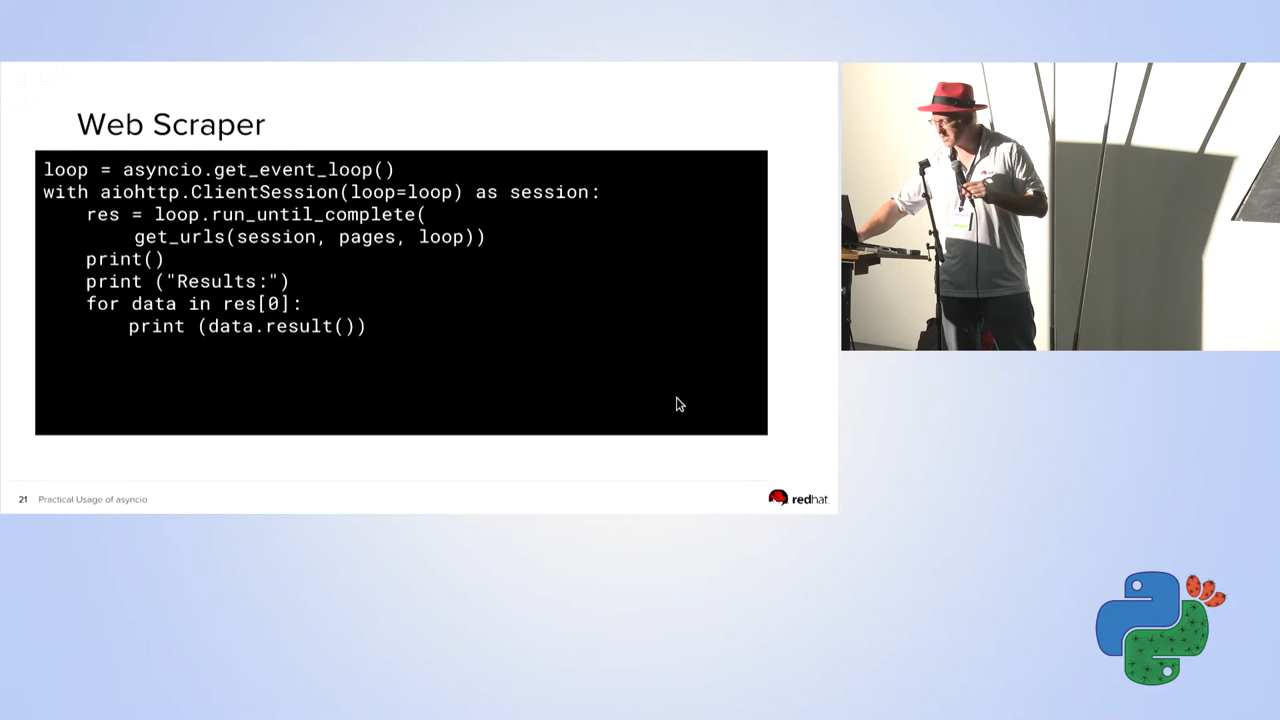 Web Scraper
loop = asyncio.get_event_loop()
with aiohttp.ClientSession(loop=loop) as session:
    res = loop.run_until_complete(
        get_urls(session, pages, loop))
    print()
    print ("Results:")
    for data in res[0]:
        print (data.result())
21 Practical Usage of asyncio
redhat.